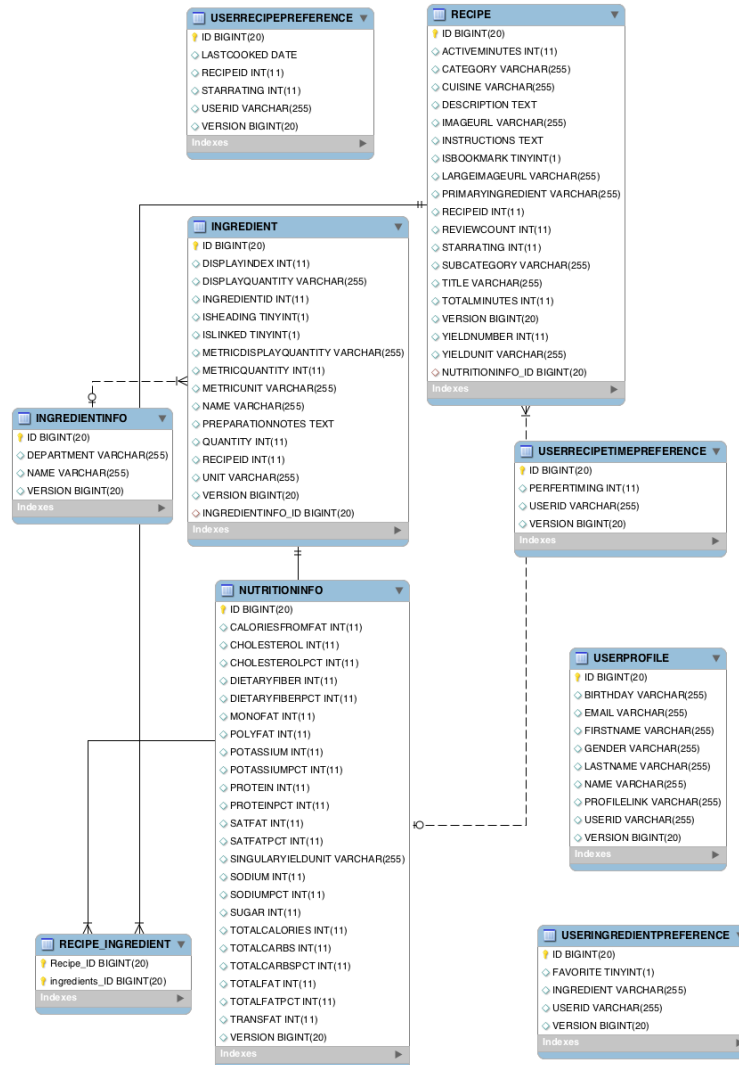 USERRECIPEPREFERENCE
ID BIGINT(20)
LASTCOOKED DATE
RECIPEID INT(11)
STARRATING INT(11)
USERID VARCHAR(255)
VERSION BIGINT(20)
Indexes
RECIPE
ID BIGINT(20)
ACTIVEMINUTES INT(11)
CATEGORY VARCHAR(255)
CUISINE VARCHAR(255)
DESCRIPTION TEXT
IMAGEURL VARCHAR(255)
INSTRUCTIONS TEXT
ISBOOKMARK TINYINT(1)
LARGEIMAGEURL VARCHAR(255)
PRIMARYINGREDIENT VARCHAR(255)
RECIPEID INT(11)
REVIEWCOUNT INT(11)
STARRATING INT(11)
SUBCATEGORY VARCHAR(255)
TITLE VARCHAR(255)
TOTALMINUTES INT(11)
VERSION BIGINT(20)
YIELDNUMBER INT(11)
YIELDUNIT VARCHAR(255)
NUTRITIONINFO_ID BIGINT(20)
Indexes
INGREDIENT
ID BIGINT(20)
DISPLAYINDEX INT(11)
DISPLAYQUANTITY VARCHAR(255)
INGREDIENTID INT(11)
ISHEADING TINYINT(1)
ISLINKED TINYINT(1)
METRICDISPLAYQUANTITY VARCHAR(255)
METRICQUANTITY INT(11)
METRICUNIT VARCHAR(255)
NAME VARCHAR(255)
PREPARATIONNOTES TEXT
QUANTITY INT(11)
RECIPEID INT(11)
UNIT VARCHAR(255)
VERSION BIGINT(20)
INGREDIENTINFO_ID BIGINT(20)
Indexes
INGREDIENTINFO
ID BIGINT(20)
DEPARTMENT VARCHAR(255)
NAME VARCHAR(255)
VERSION BIGINT(20)
Indexes
USERRECIPETIMEPREFERENCE
ID BIGINT(20)
PERFERTIMING INT(11)
USERID VARCHAR(255)
VERSION BIGINT(20)
Indexes
NUTRITIONINFO
ID BIGINT(20)
CALORIESFROMFAT INT(11)
CHOLESTEROL INT(11)
CHOLESTEROLPCT INT(11)
DIETARYFIBER INT(11)
DIETARYFIBERPCT INT(11)
MONOFAT INT(11)
POLYFAT INT(11)
POTASSIUM INT(11)
POTASSIUMPCT INT(11)
PROTEIN INT(11)
PROTEINPCT INT(11)
SATFAT INT(11)
SATFATPCT INT(11)
SINGULARYIELDUNIT VARCHAR(255)
SODIUM INT(11)
SODIUMPCT INT(11)
SUGAR INT(11)
TOTALCALORIES INT(11)
TOTALCARBS INT(11)
TOTALCARBSPCT INT(11)
TOTALFAT INT(11)
TOTALFATPCT INT(11)
TRANSFAT INT(11)
VERSION BIGINT(20)
Indexes
USERPROFILE
ID BIGINT(20)
BIRTHDAY VARCHAR(255)
EMAIL VARCHAR(255)
FIRSTNAME VARCHAR(255)
GENDER VARCHAR(255)
LASTNAME VARCHAR(255)
NAME VARCHAR(255)
PROFILELINK VARCHAR(255)
USERID VARCHAR(255)
VERSION BIGINT(20)
Indexes
RECIPE_INGREDIENT
Recipe_ID BIGINT(20)
ingredients_ID BIGINT(20)
Indexes
USERINGREDIENTPREFERENCE
ID BIGINT(20)
FAVORITE TINYINT(1)
INGREDIENT VARCHAR(255)
USERID VARCHAR(255)
VERSION BIGINT(20)
Indexes